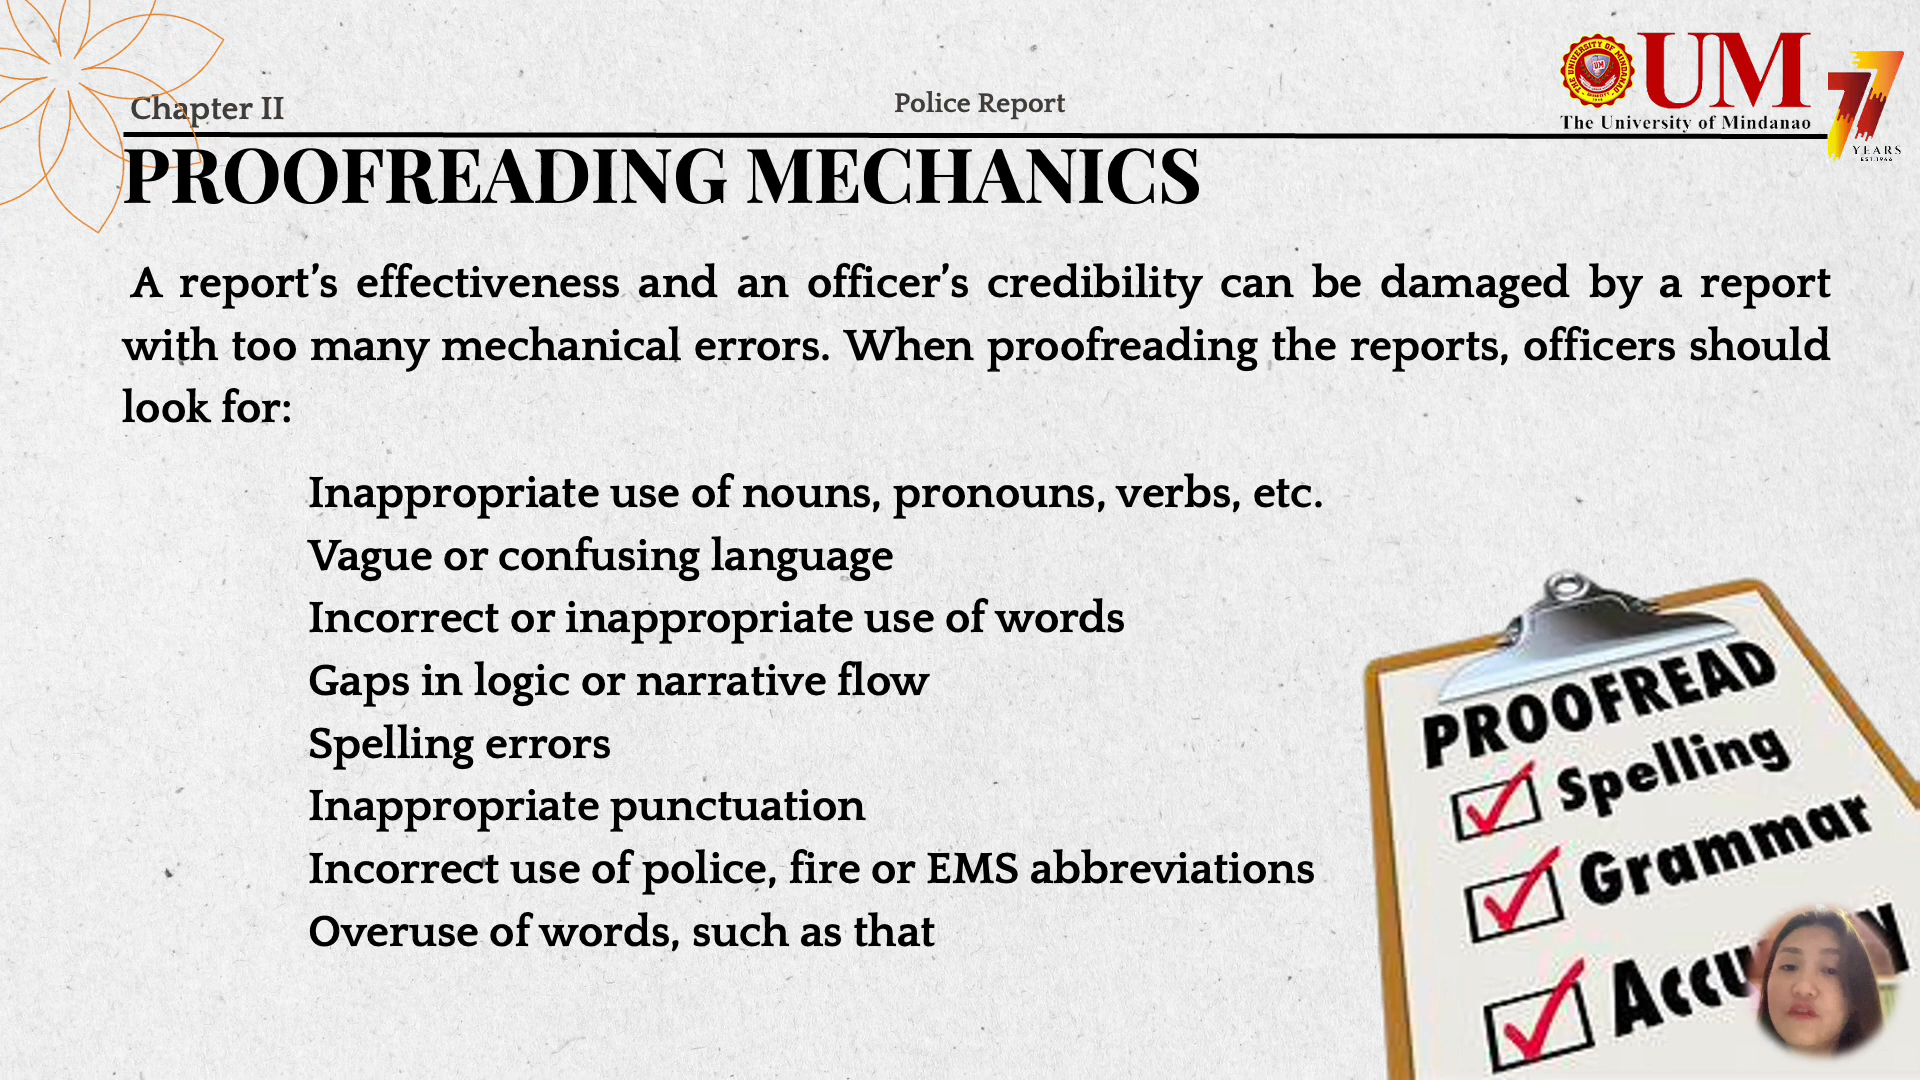 Chapter II
Police Report
UM
The University of Mindanao
77
YEARS
EST.1946
PROOFREADING MECHANICS
A report’s effectiveness and an officer’s credibility can be damaged by a report
with too many mechanical errors. When proofreading the reports, officers should
look for:
Inappropriate use of nouns, pronouns, verbs, etc.
Vague or confusing language
Incorrect or inappropriate use of words
Gaps in logic or narrative flow
Spelling errors
Inappropriate punctuation
Incorrect use of police, fire or EMS abbreviations
Overuse of words, such as that
PROOFREAD
Spelling
Grammar